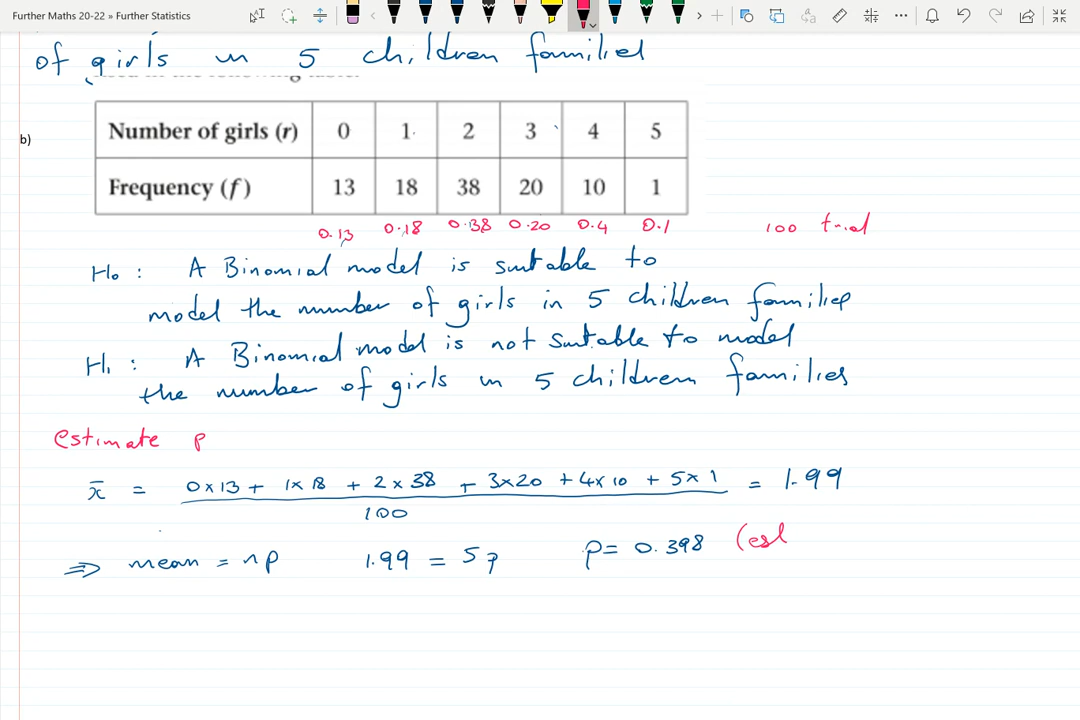 Further Maths 20-22 » Further Statistics
of girls in 5 children families
b)
Number of girls (r) 0 1 2 3 4 5
Frequency (f) 13 18 38 20 10 1
0.13 0.18 0.38 0.20 0.4 0.1 100 trial
H₀ : A Binomial model is suitable to
model the number of girls in 5 children families
H₁ : A Binomial model is not suitable to model
the number of girls in 5 children families
estimate p
x̄ = 0×13 + 1×18 + 2×38 + 3×20 + 4×10 + 5×1 = 1.99
100
⇒ mean = np 1.99 = 5p p = 0.398 (est